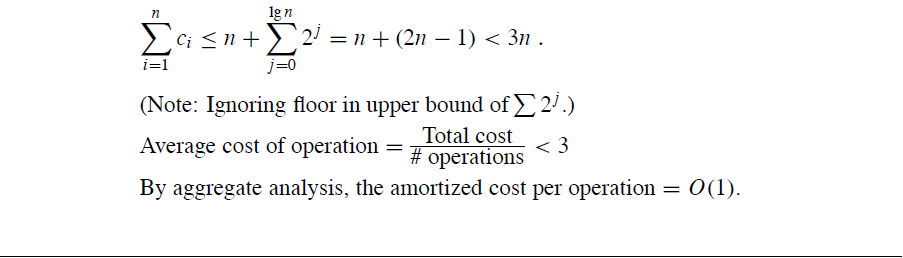 ∑_{i=1}^{n} c_i ≤ n + ∑_{j=0}^{lg n} 2^j = n + (2n − 1) < 3n .
(Note: Ignoring floor in upper bound of ∑ 2^j.)
Average cost of operation = Total cost / # operations < 3
By aggregate analysis, the amortized cost per operation = O(1).